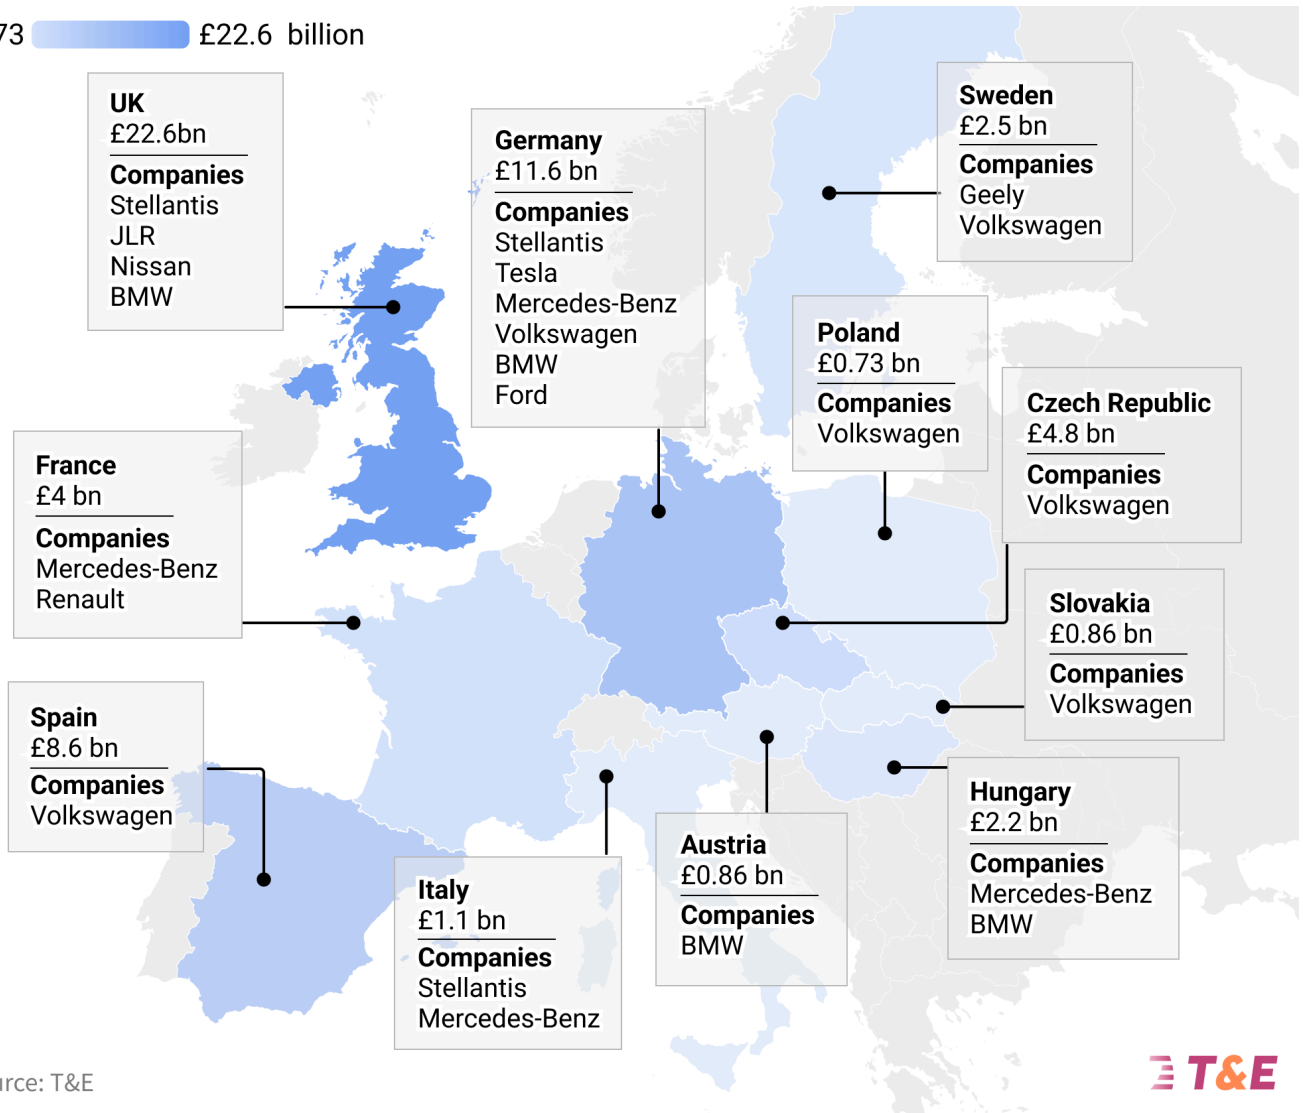 73 £22.6 billion
UK
£22.6bn
Companies
Stellantis
JLR
Nissan
BMW
Germany
£11.6 bn
Companies
Stellantis
Tesla
Mercedes-Benz
Volkswagen
BMW
Ford
Sweden
£2.5 bn
Companies
Geely
Volkswagen
Poland
£0.73 bn
Companies
Volkswagen
Czech Republic
£4.8 bn
Companies
Volkswagen
France
£4 bn
Companies
Mercedes-Benz
Renault
Slovakia
£0.86 bn
Companies
Volkswagen
Spain
£8.6 bn
Companies
Volkswagen
Hungary
£2.2 bn
Companies
Mercedes-Benz
BMW
Austria
£0.86 bn
Companies
BMW
Italy
£1.1 bn
Companies
Stellantis
Mercedes-Benz
urce: T&E
T&E